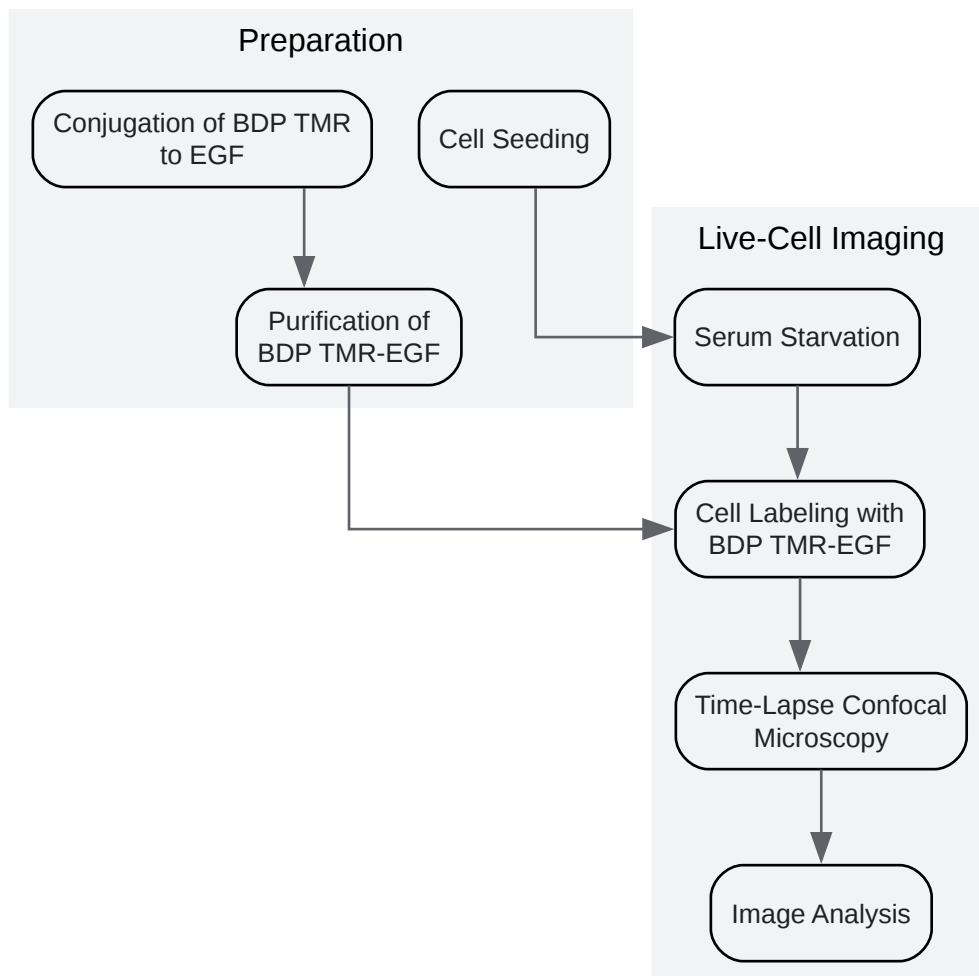 Preparation
Conjugation of BDP TMR
to EGF
Cell Seeding
Purification of
BDP TMR-EGF
Live-Cell Imaging
Serum Starvation
Cell Labeling with
BDP TMR-EGF
Time-Lapse Confocal
Microscopy
Image Analysis